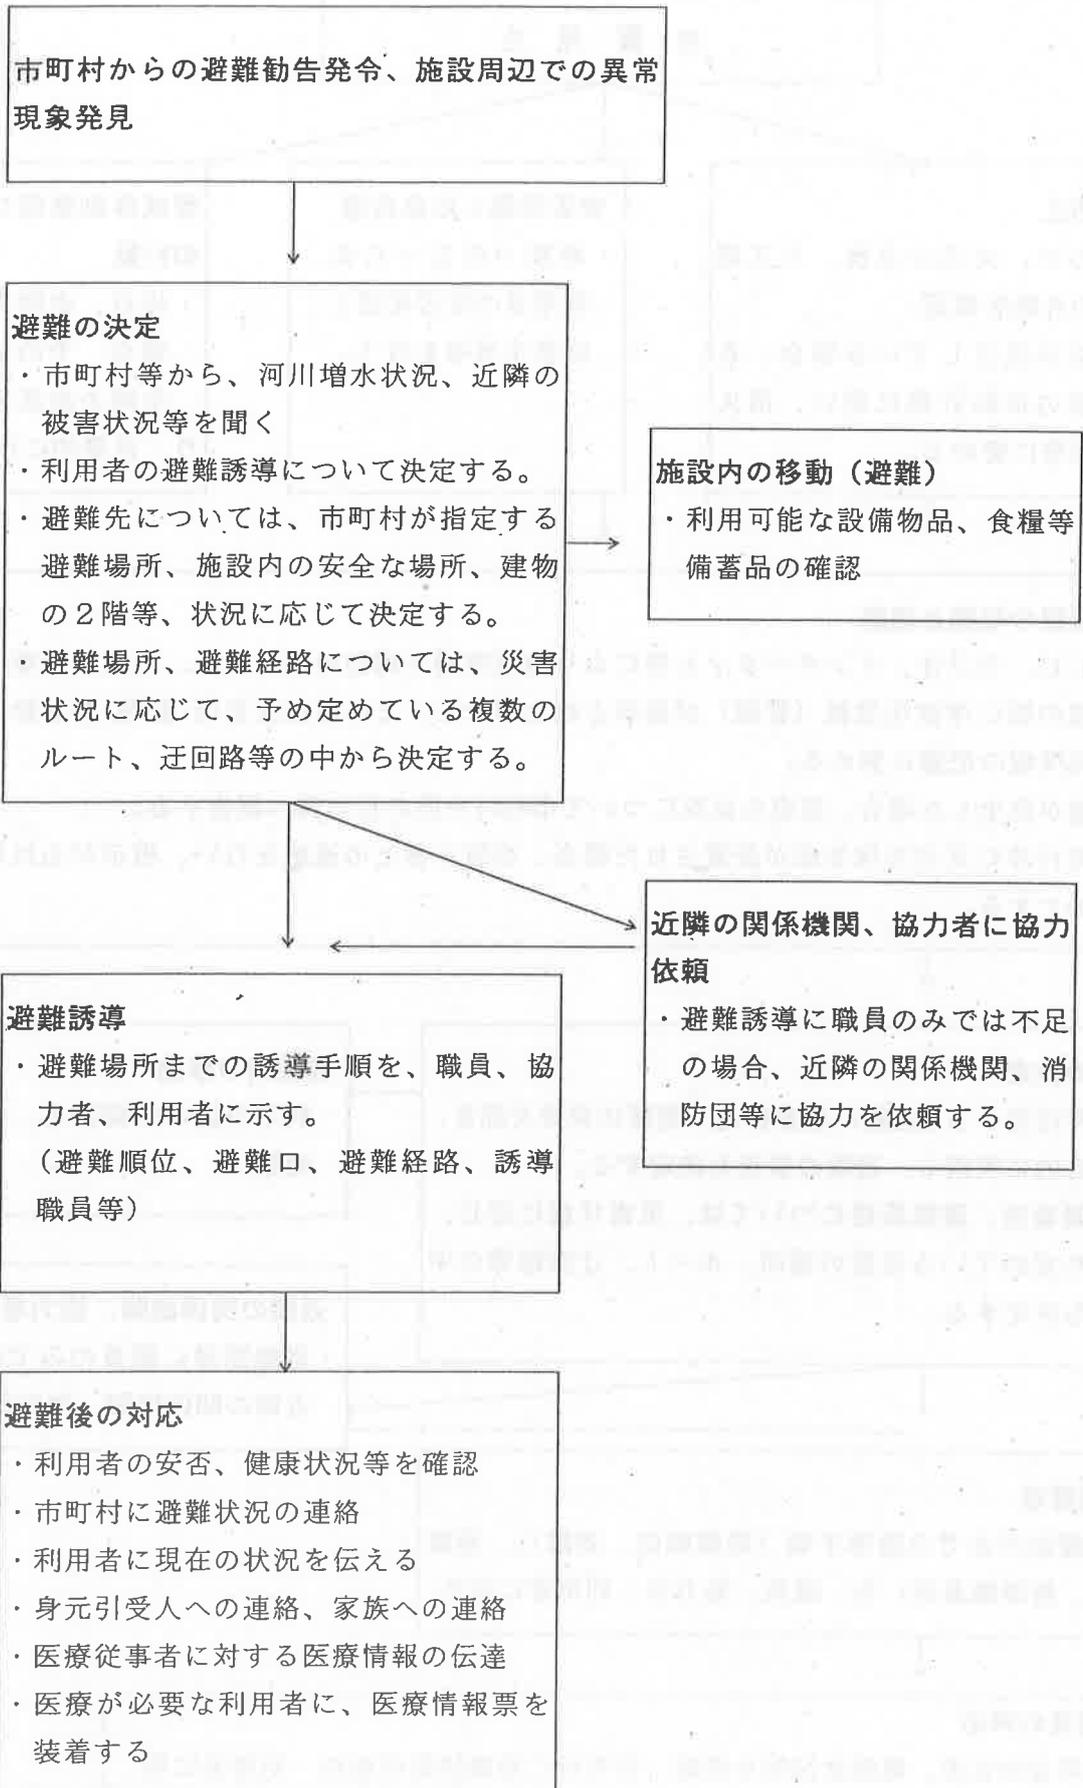 市町村からの避難勧告発令、施設周辺での異常
現象発見
避難の決定
・市町村等から、河川増水状況、近隣の
被害状況等を聞く
・利用者の避難誘導について決定する。
・避難先については、市町村が指定する
避難場所、施設内の安全な場所、建物
の２階等、状況に応じて決定する。
・避難場所、避難経路については、災害
状況に応じて、予め定めている複数の
ルート、迂回路等の中から決定する。
施設内の移動（避難）
・利用可能な設備物品、食糧等
備蓄品の確認
近隣の関係機関、協力者に協力
依頼
・避難誘導に職員のみでは不足
の場合、近隣の関係機関、消
防団等に協力を依頼する。
避難誘導
・避難場所までの誘導手順を、職員、協
力者、利用者に示す。
（避難順位、避難口、避難経路、誘導
職員等）
避難後の対応
・利用者の安否、健康状況等を確認
・市町村に避難状況の連絡
・利用者に現在の状況を伝える
・身元引受人への連絡、家族への連絡
・医療従事者に対する医療情報の伝達
・医療が必要な利用者に、医療情報票を
装着する